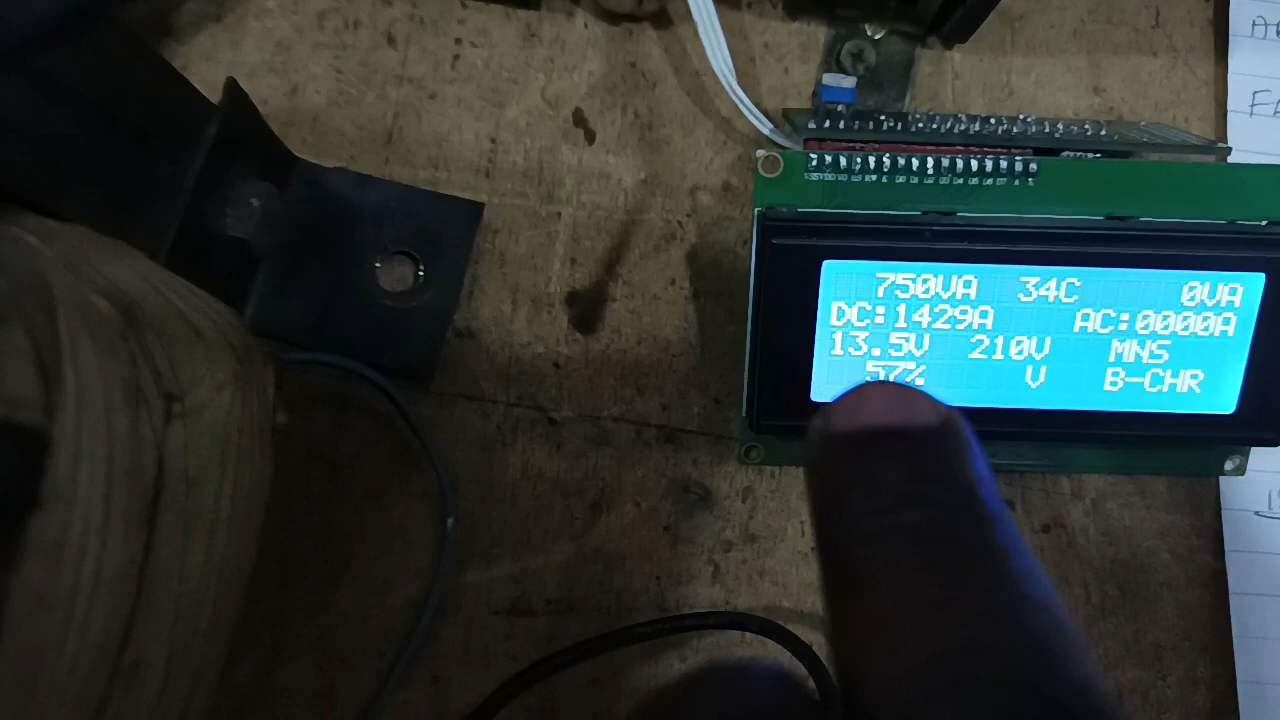 750VA 34C 0VA
DC:1429A AC:0000A
13.5V 210V MNS
57% V B-CHR